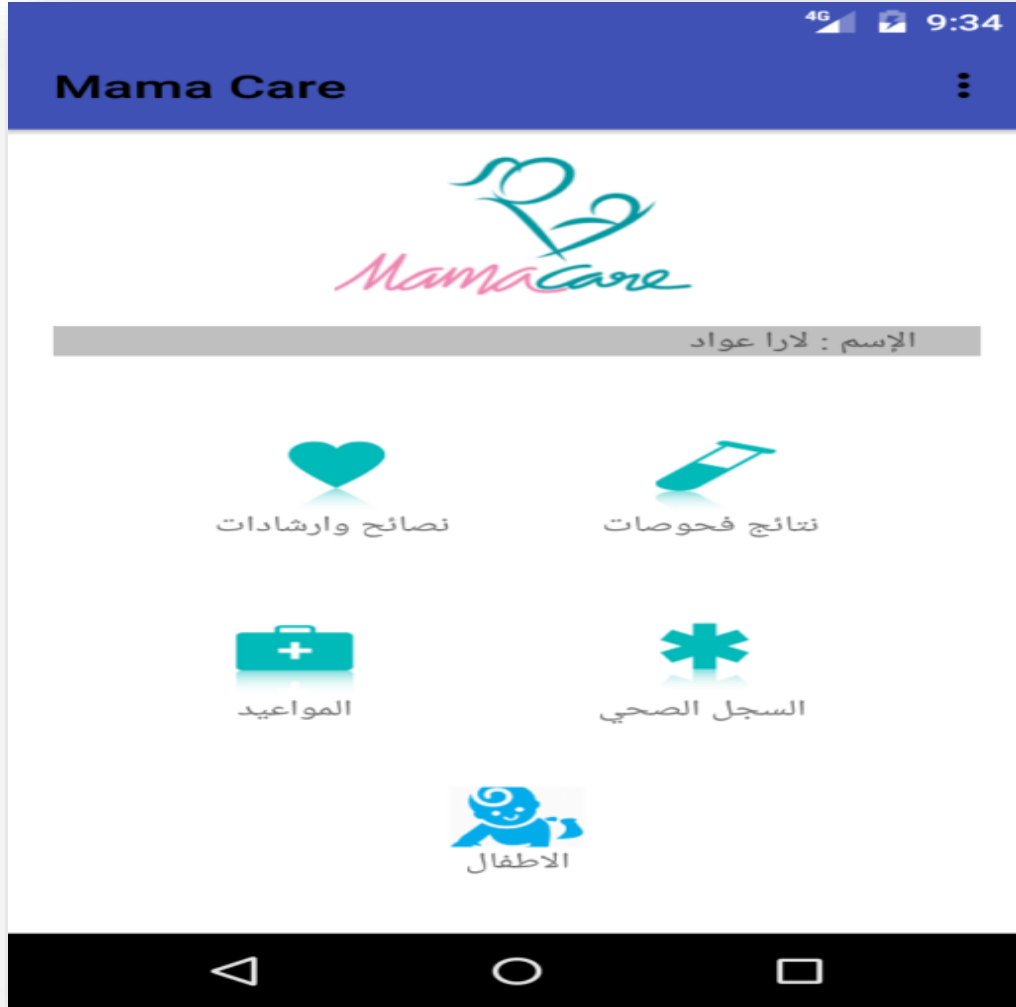 4G 9:34
Mama Care
MamaCare
الإسم : لارا عواد
نتائج فحوصات
نصائح وارشادات
السجل الصحي
المواعيد
الاطفال